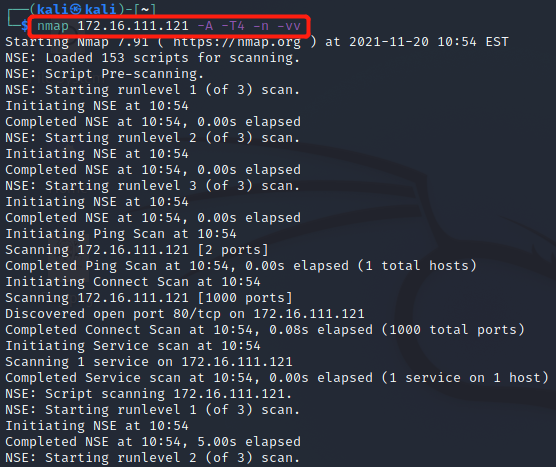 ┌──(kali㉿kali)-[~]
└─$ nmap 172.16.111.121 -A -T4 -n -vv
Starting Nmap 7.91 ( https://nmap.org ) at 2021-11-20 10:54 EST
NSE: Loaded 153 scripts for scanning.
NSE: Script Pre-scanning.
NSE: Starting runlevel 1 (of 3) scan.
Initiating NSE at 10:54
Completed NSE at 10:54, 0.00s elapsed
NSE: Starting runlevel 2 (of 3) scan.
Initiating NSE at 10:54
Completed NSE at 10:54, 0.00s elapsed
NSE: Starting runlevel 3 (of 3) scan.
Initiating NSE at 10:54
Completed NSE at 10:54, 0.00s elapsed
Initiating Ping Scan at 10:54
Scanning 172.16.111.121 [2 ports]
Completed Ping Scan at 10:54, 0.00s elapsed (1 total hosts)
Initiating Connect Scan at 10:54
Scanning 172.16.111.121 [1000 ports]
Discovered open port 80/tcp on 172.16.111.121
Completed Connect Scan at 10:54, 0.08s elapsed (1000 total ports)
Initiating Service scan at 10:54
Scanning 1 service on 172.16.111.121
Completed Service scan at 10:54, 0.00s elapsed (1 service on 1 host)
NSE: Script scanning 172.16.111.121.
NSE: Starting runlevel 1 (of 3) scan.
Initiating NSE at 10:54
Completed NSE at 10:54, 5.00s elapsed
NSE: Starting runlevel 2 (of 3) scan.